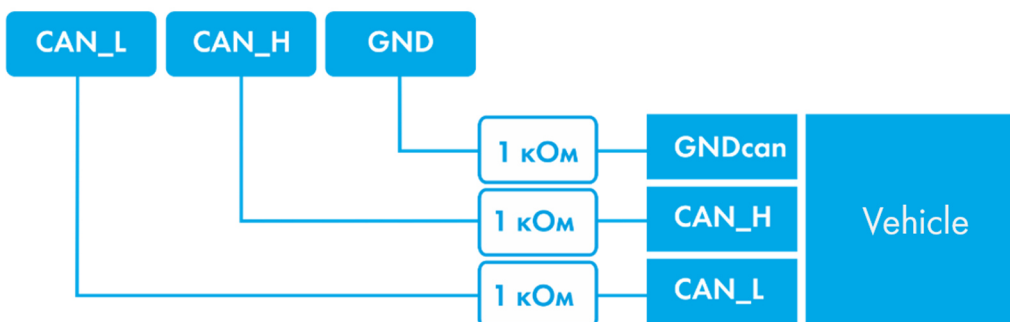 CAN_L CAN_H GND
1 кОм GNDcan
1 кОм CAN_H Vehicle
1 кОм CAN_L